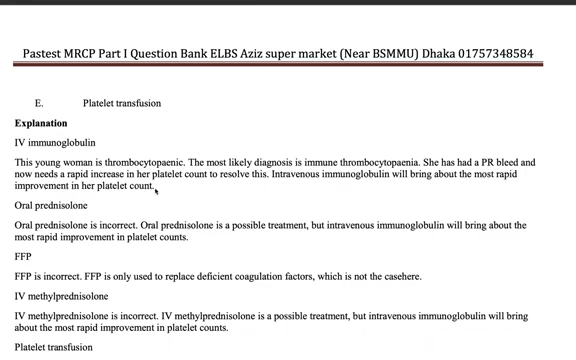 Pastest MRCP Part I Question Bank ELBS Aziz super market (Near BSMMU) Dhaka 01757348584
E. Platelet transfusion
Explanation
IV immunoglobulin
This young woman is thrombocytopaenic. The most likely diagnosis is immune thrombocytopaenia. She has had a PR bleed and
now needs a rapid increase in her platelet count to resolve this. Intravenous immunoglobulin will bring about the most rapid
improvement in her platelet count.
Oral prednisolone
Oral prednisolone is incorrect. Oral prednisolone is a possible treatment, but intravenous immunoglobulin will bring about the
most rapid improvement in platelet counts.
FFP
FFP is incorrect. FFP is only used to replace deficient coagulation factors, which is not the casehere.
IV methylprednisolone
IV methylprednisolone is incorrect. IV methylprednisolone is a possible treatment, but intravenous immunoglobulin will bring
about the most rapid improvement in platelet counts.
Platelet transfusion